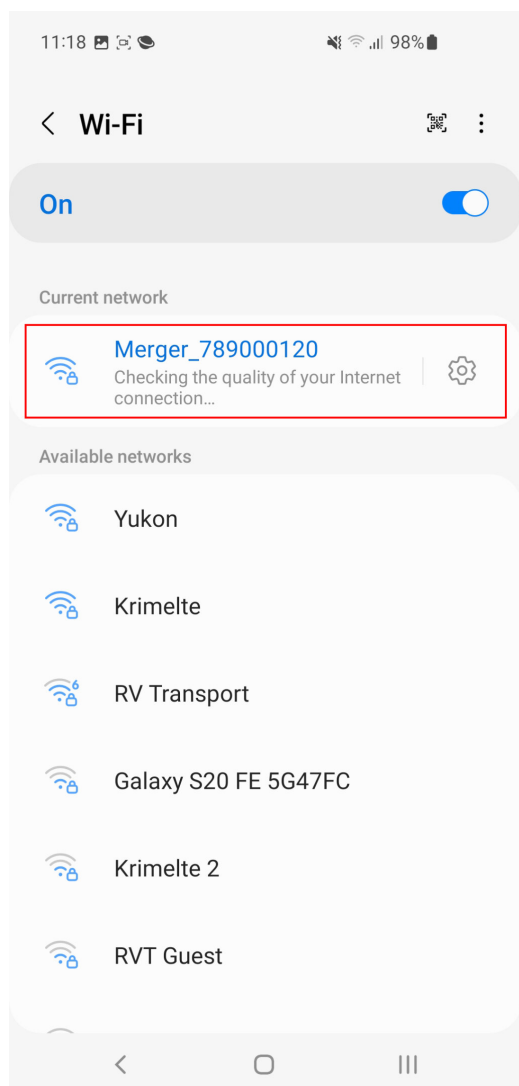 11:18
98%
Wi-Fi
On
Current network
Merger_789000120
Checking the quality of your Internet
connection...
Available networks
Yukon
Krimelte
6
RV Transport
Galaxy S20 FE 5G47FC
Krimelte 2
RVT Guest